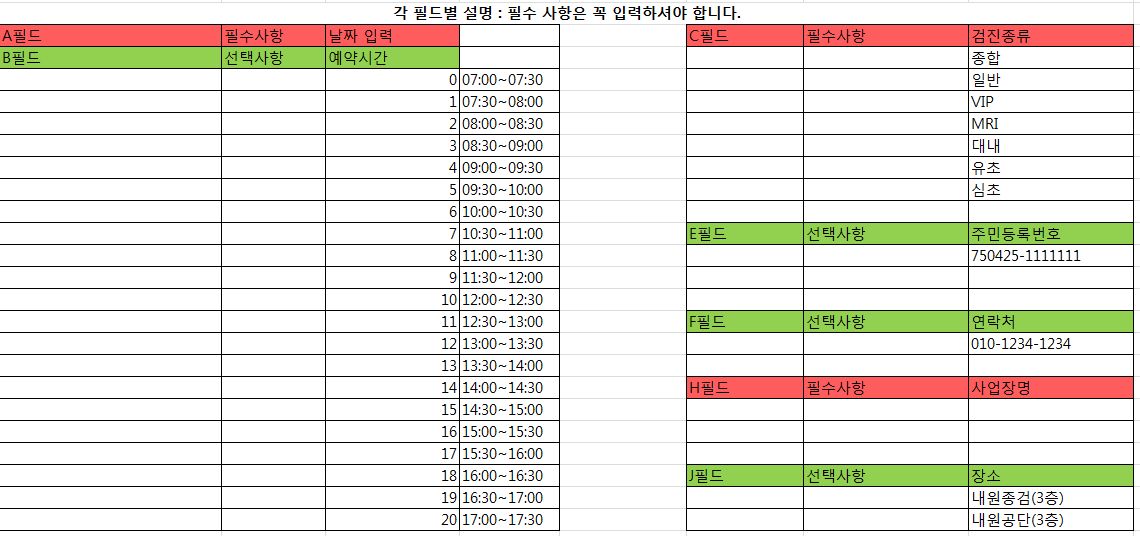 각 필드별 설명 : 필수 사항은 꼭 입력하셔야 합니다.
A필드 필수사항 날짜 입력 C필드 필수사항 검진종류
B필드 선택사항 예약시간 종합
0 07:00~07:30 일반
1 07:30~08:00 VIP
2 08:00~08:30 MRI
3 08:30~09:00 대내
4 09:00~09:30 유초
5 09:30~10:00 심초
6 10:00~10:30
7 10:30~11:00 E필드 선택사항 주민등록번호
8 11:00~11:30 750425-1111111
9 11:30~12:00
10 12:00~12:30
11 12:30~13:00 F필드 선택사항 연락처
12 13:00~13:30 010-1234-1234
13 13:30~14:00
14 14:00~14:30 H필드 필수사항 사업장명
15 14:30~15:00
16 15:00~15:30
17 15:30~16:00
18 16:00~16:30 J필드 선택사항 장소
19 16:30~17:00 내원종검(3층)
20 17:00~17:30 내원공단(3층)